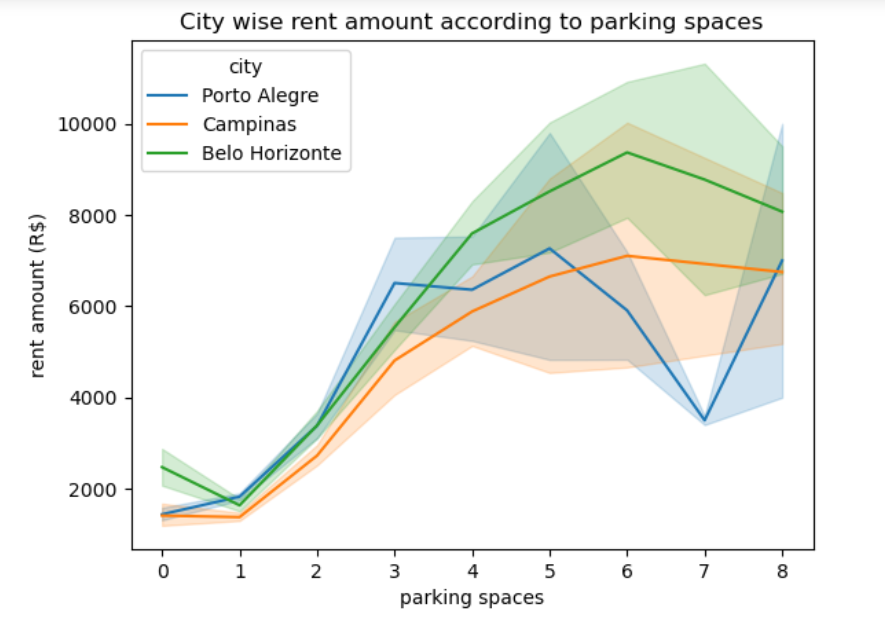 City wise rent amount according to parking spaces
city
Porto Alegre
Campinas
Belo Horizonte
rent amount (R$)
10000
8000
6000
4000
2000
0 1 2 3 4 5 6 7 8
parking spaces